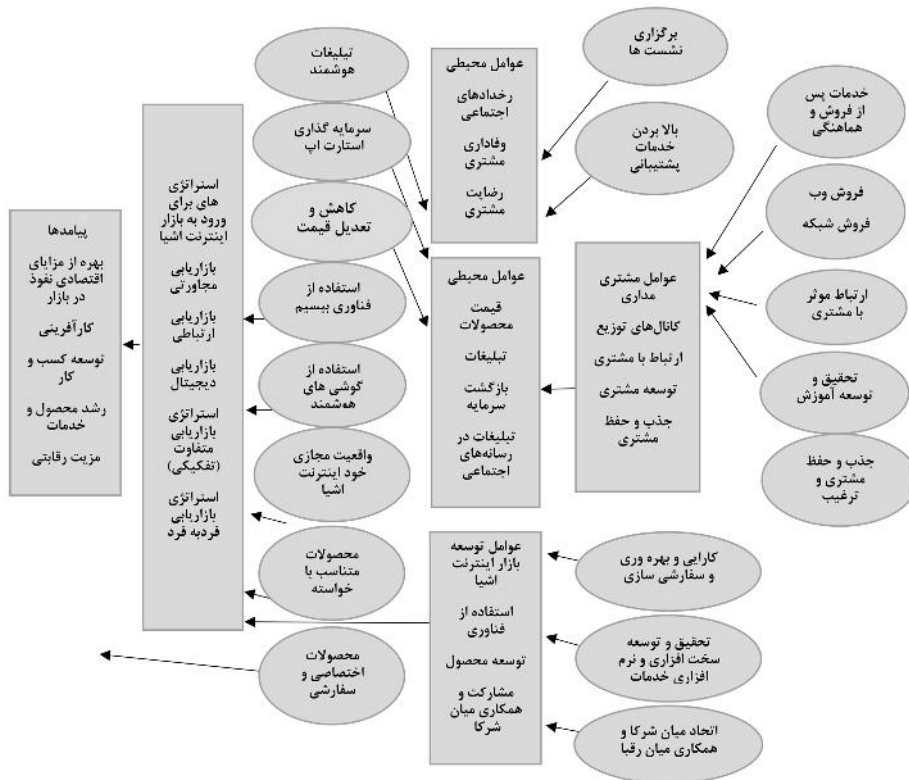 برگزاری
نشست ها
بالا بردن
خدمات
پشتیبانی
خدمات پس
از فروش و
هماهنگی
فروش وب
فروش شبکه
ارتباط موثر
با مشتری
تحقیق و
توسعه آموزش
جذب و حفظ
مشتری و
ترغیب
عوامل مشتری
مداری
کانال‌های توزیع
ارتباط با مشتری
توسعه مشتری
جذب و حفظ
مشتری
کارایی و بهره وری
و سفارشی سازی
تحقیق و توسعه
سخت افزاری و نرم
افزاری خدمات
اتحاد میان شرکا و
همکاری میان رقبا
عوامل محیطی
رخدادهای
اجتماعی
وفاداری
مشتری
رضایت
مشتری
عوامل محیطی
قیمت
محصولات
تبلیغات
بازگشت
سرمایه
تبلیغات در
رسانه‌های
اجتماعی
عوامل توسعه
بازار اینترنت
اشیا
استفاده از
فناوری
توسعه محصول
مشارکت و
همکاری میان
شرکا
تبلیغات
هوشمند
سرمایه گذاری
استارت اپ
کاهش و
تعدیل قیمت
استفاده از
فناوری بیسیم
استفاده از
گوشی های
هوشمند
واقعیت مجازی
خود اینترنت
اشیا
محصولات
متناسب با
خواسته
محصولات
اختصاصی و
سفارشی
استراتژی
های برای
ورود به بازار
اینترنت اشیا
بازاریابی
مجاورتی
بازاریابی
ارتباطی
بازاریابی
دیجیتال
استراتژی
بازاریابی
متفاوت
(تفکیکی)
استراتژی
بازاریابی
فردبه فرد
پیامدها
بهره از مزایای
اقتصادی نفوذ
در بازار
کارآفرینی
توسعه کسب و
کار
رشد محصول و
خدمات
مزیت رقابتی